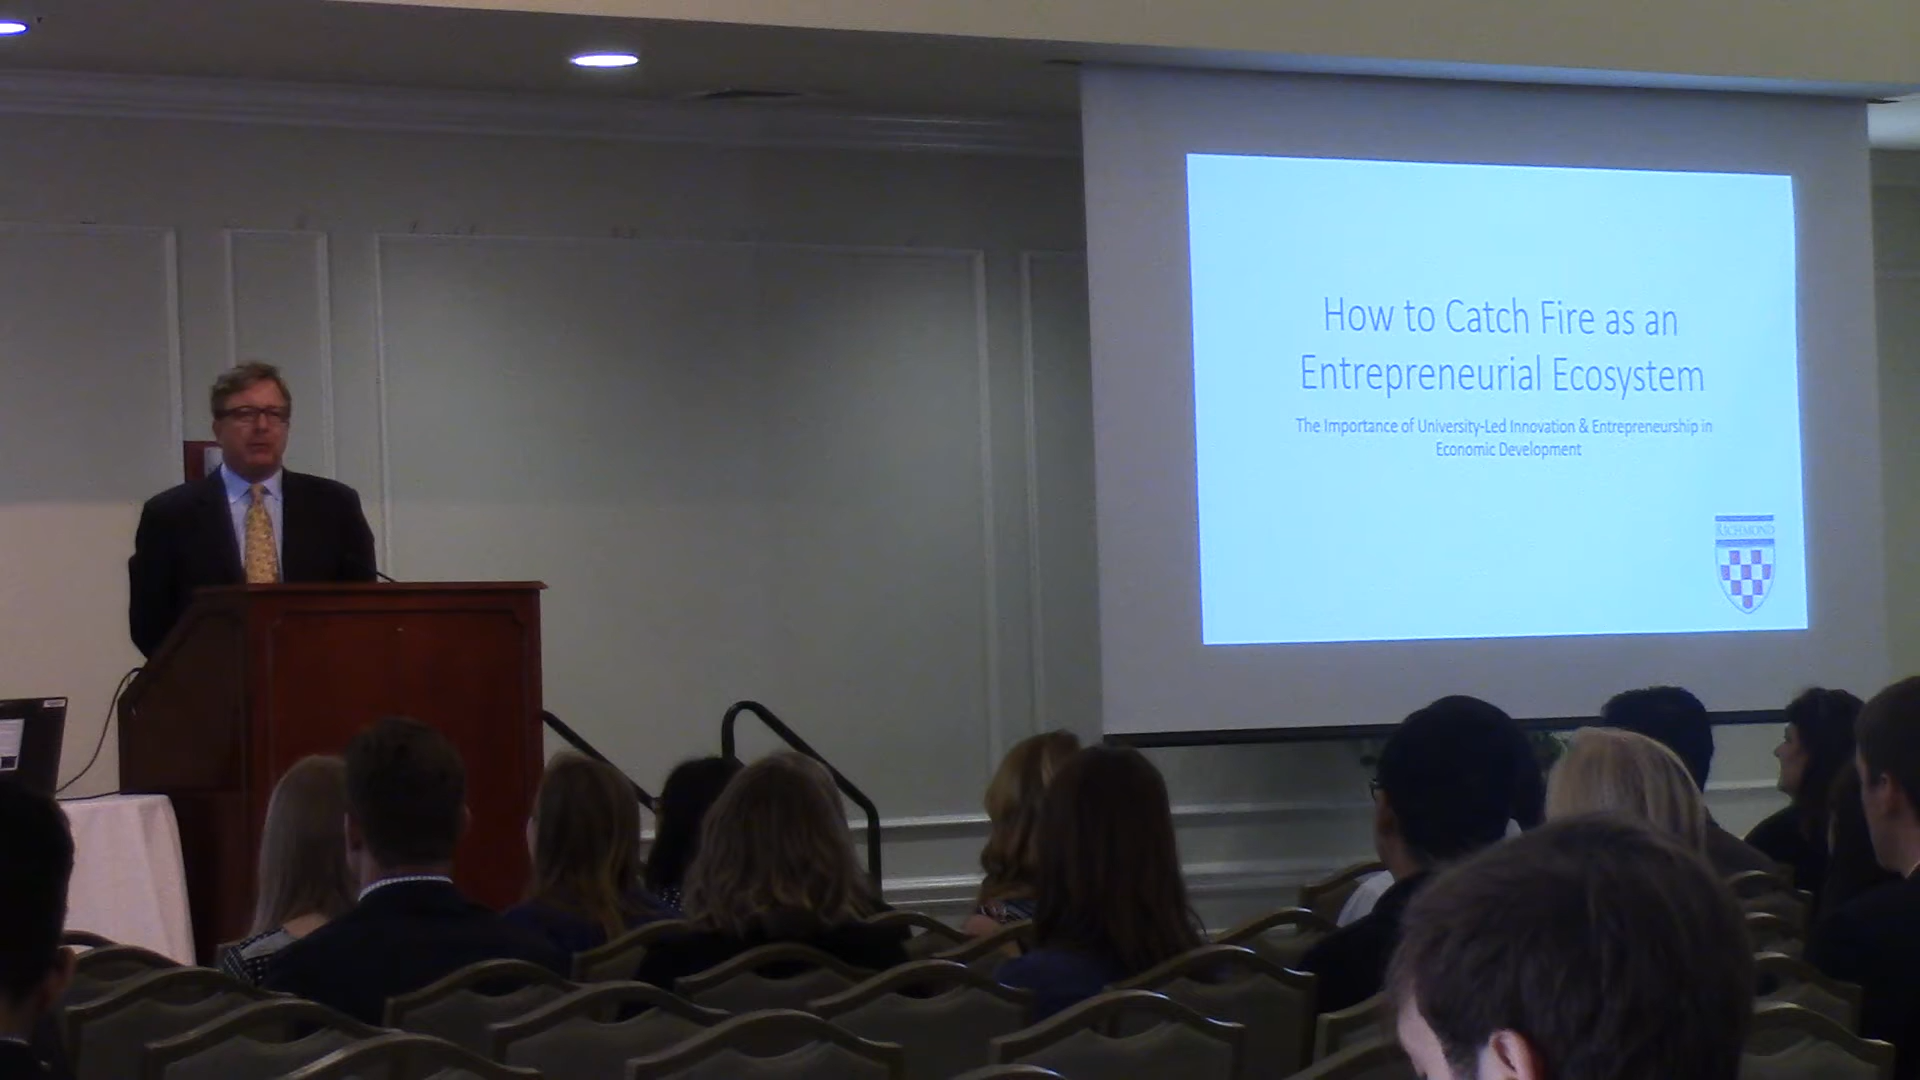 How to Catch Fire as an
Entrepreneurial Ecosystem
The Importance of University-Led Innovation & Entrepreneurship in
Economic Development
RICHMOND